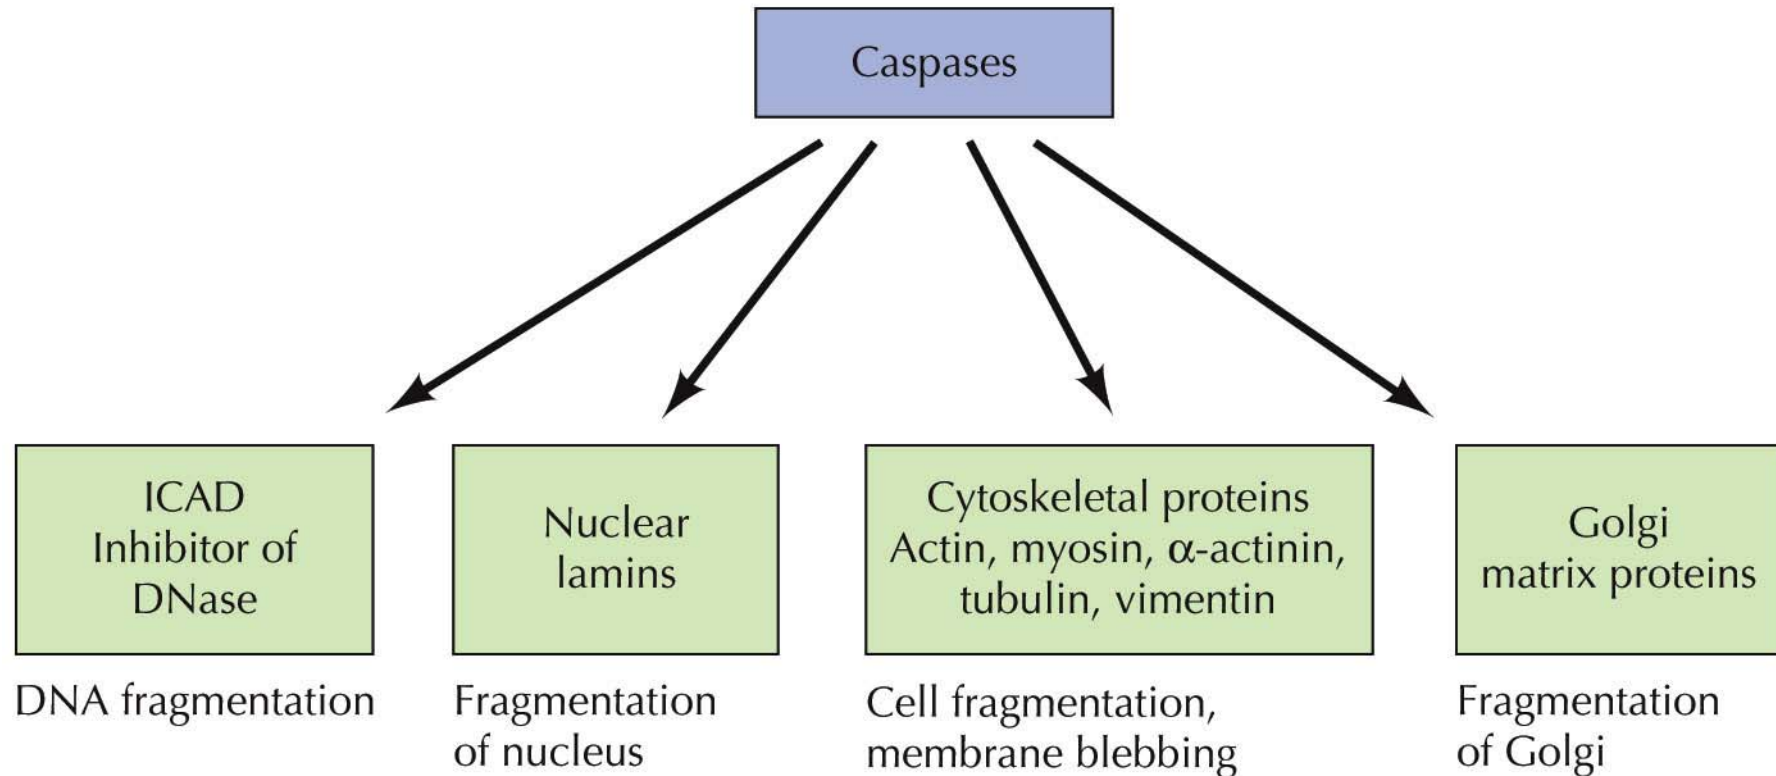 Caspases
ICAD
Inhibitor of
DNase
Nuclear
lamins
Cytoskeletal proteins
Actin, myosin, α-actinin,
tubulin, vimentin
Golgi
matrix proteins
DNA fragmentation
Fragmentation
of nucleus
Cell fragmentation,
membrane blebbing
Fragmentation
of Golgi